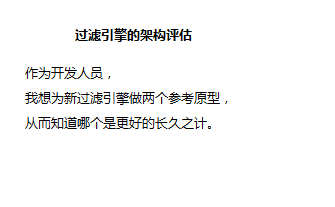 过滤引擎的架构评估
作为开发人员，
我想为新过滤引擎做两个参考原型，
从而知道哪个是更好的长久之计。